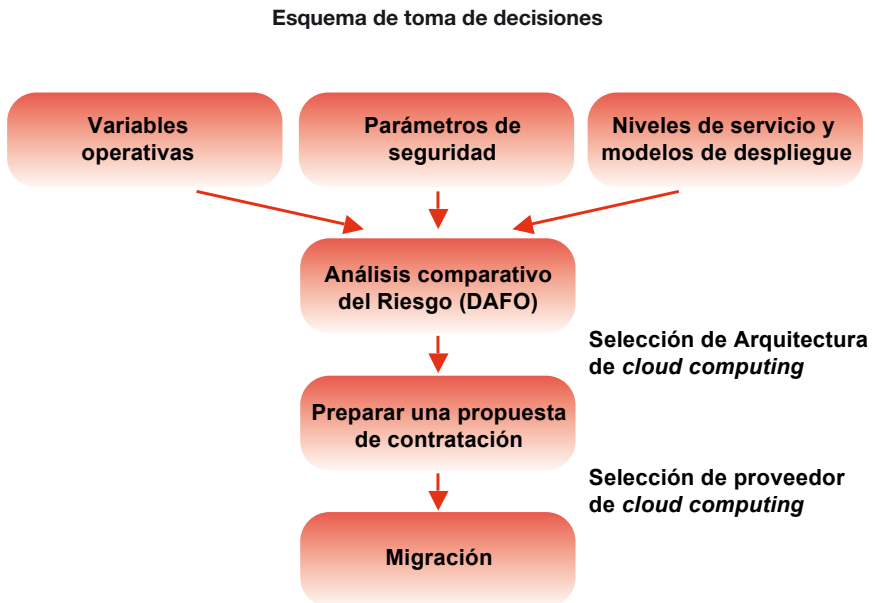 Esquema de toma de decisiones
Variables
operativas
Parámetros de
seguridad
Niveles de servicio y
modelos de despliegue
Análisis comparativo
del Riesgo (DAFO)
Selección de Arquitectura
de cloud computing
Preparar una propuesta
de contratación
Selección de proveedor
de cloud computing
Migración